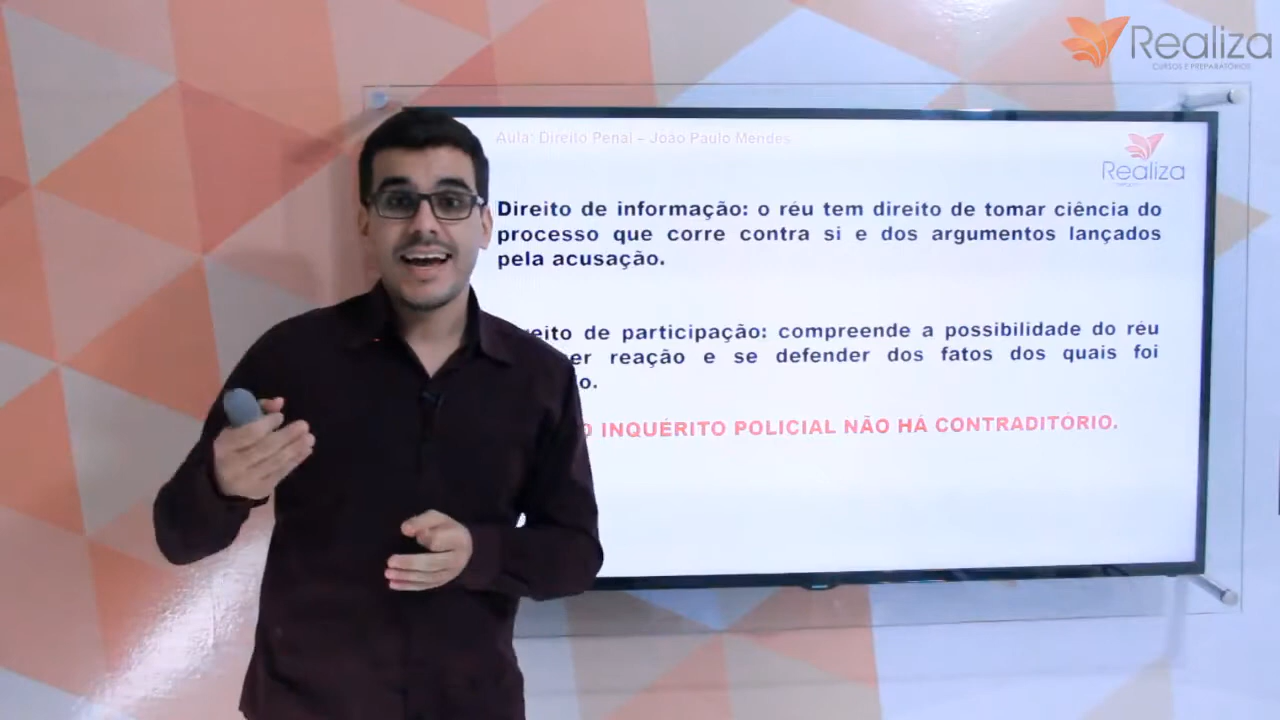 Realiza
CURSOS E PREPARATÓRIOS
Aula: Direito Penal – João Paulo Mendes
Realiza
Direito de informação: o réu tem direito de tomar ciência do
processo que corre contra si e dos argumentos lançados
pela acusação.
de participação: compreende a possibilidade do réu
reação e se defender dos fatos dos quais foi
INQUÉRITO POLICIAL NÃO HÁ CONTRADITÓRIO.